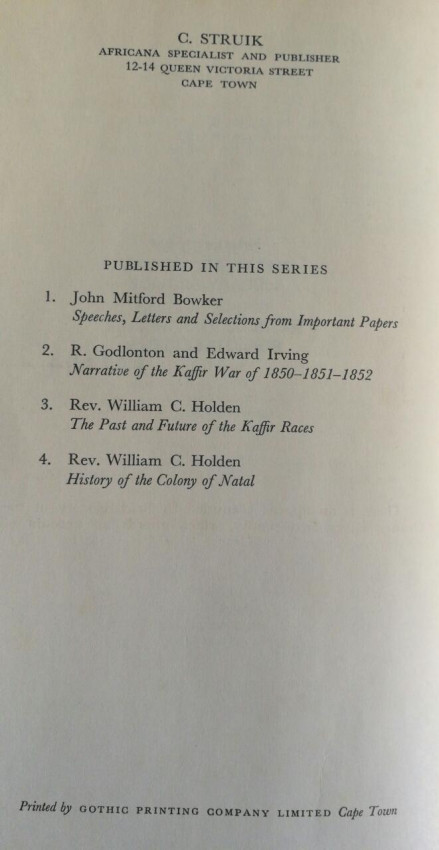 C. STRUIK
AFRICANA SPECIALIST AND PUBLISHER
12-14 QUEEN VICTORIA STREET
CAPE TOWN
PUBLISHED IN THIS SERIES
1. John Mitford Bowker
Speeches, Letters and Selections from Important Papers
2. R. Godlonton and Edward Irving
Narrative of the Kaffir War of 1850–1851–1852
3. Rev. William C. Holden
The Past and Future of the Kaffir Races
4. Rev. William C. Holden
History of the Colony of Natal
Printed by GOTHIC PRINTING COMPANY LIMITED Cape Town